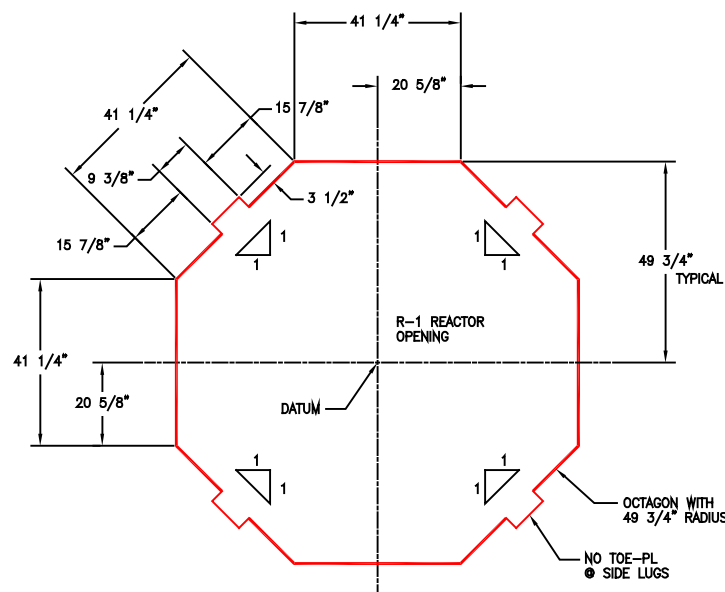 41 1/4"
20 5/8"
41 1/4"
15 7/8"
9 3/8"
3 1/2"
15 7/8"
1
1
1
1
49 3/4"
TYPICAL
R-1 REACTOR
OPENING
41 1/4"
20 5/8"
DATUM
1
1
1
1
OCTAGON WITH
49 3/4" RADIUS
NO TOE-PL
@ SIDE LUGS